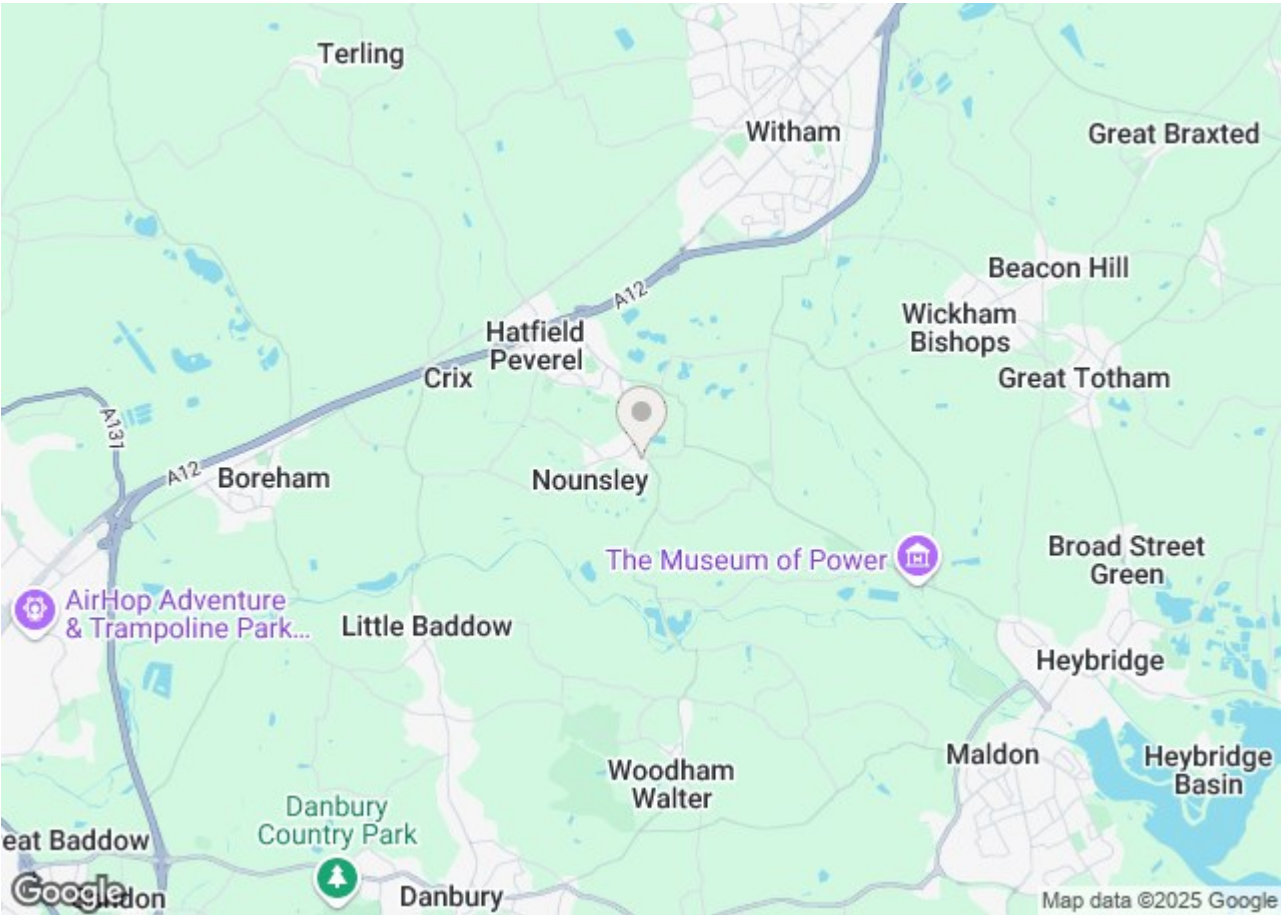 Terling
Witham
Great Braxted
Beacon Hill
A12
Wickham
Bishops
Hatfield
Peverel
Crix
Great Totham
A131
A12
Boreham
Nounsley
The Museum of Power
Broad Street
Green
AirHop Adventure
& Trampoline Park...
Little Baddow
Heybridge
Maldon
Heybridge
Basin
Woodham
Walter
Danbury
Country Park
eat Baddow
Danbury
Google
Map data ©2025 Google